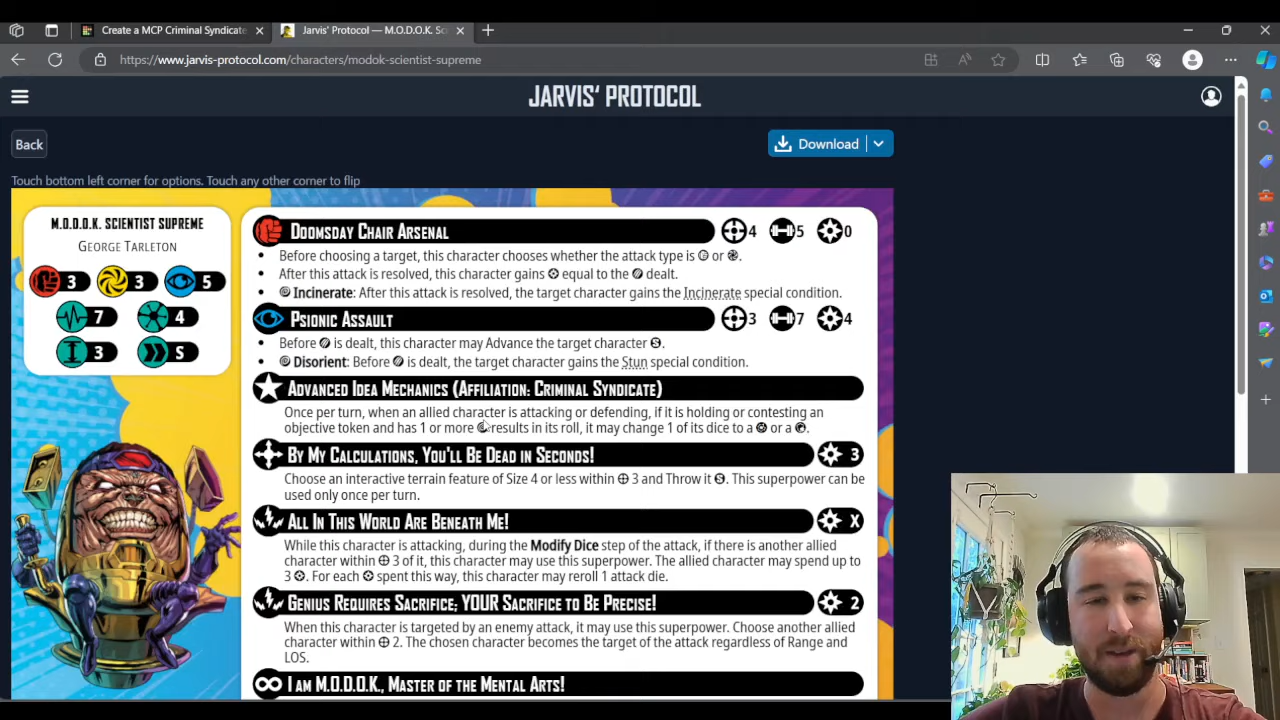 Create a MCP Criminal Syndicate
Jarvis' Protocol — M.O.D.O.K. Sc
https://www.jarvis-protocol.com/characters/modok-scientist-supreme
JARVIS' PROTOCOL
Back
Download
Touch bottom left corner for options. Touch any other corner to flip
M.O.D.O.K. SCIENTIST SUPREME
GEORGE TARLETON
3 3 5
7 4
3 S
DOOMSDAY CHAIR ARSENAL 4 5 0
• Before choosing a target, this character chooses whether the attack type is or .
• After this attack is resolved, this character gains equal to the dealt.
• Incinerate: After this attack is resolved, the target character gains the Incinerate special condition.
PSIONIC ASSAULT 3 7 4
• Before is dealt, this character may Advance the target character S.
• Disorient: Before is dealt, the target character gains the Stun special condition.
ADVANCED IDEA MECHANICS (AFFILIATION: CRIMINAL SYNDICATE)
Once per turn, when an allied character is attacking or defending, if it is holding or contesting an
objective token and has 1 or more results in its roll, it may change 1 of its dice to a or a .
BY MY CALCULATIONS, YOU'LL BE DEAD IN SECONDS! 3
Choose an interactive terrain feature of Size 4 or less within 3 and Throw it S. This superpower can be
used only once per turn.
ALL IN THIS WORLD ARE BENEATH ME! X
While this character is attacking, during the Modify Dice step of the attack, if there is another allied
character within 3 of it, this character may use this superpower. The allied character may spend up to
3 . For each spent this way, this character may reroll 1 attack die.
GENIUS REQUIRES SACRIFICE; YOUR SACRIFICE TO BE PRECISE! 2
When this character is targeted by an enemy attack, it may use this superpower. Choose another allied
character within 2. The chosen character becomes the target of the attack regardless of Range and
LOS.
I AM M.O.D.O.K., MASTER OF THE MENTAL ARTS!